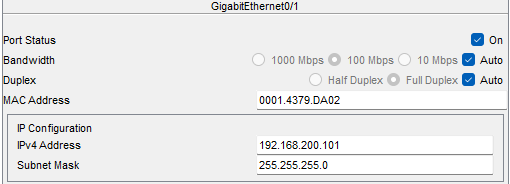 GigabitEthernet0/1
Port Status On
Bandwidth 1000 Mbps 100 Mbps 10 Mbps Auto
Duplex Half Duplex Full Duplex Auto
MAC Address 0001.4379.DA02
IP Configuration
IPv4 Address 192.168.200.101
Subnet Mask 255.255.255.0